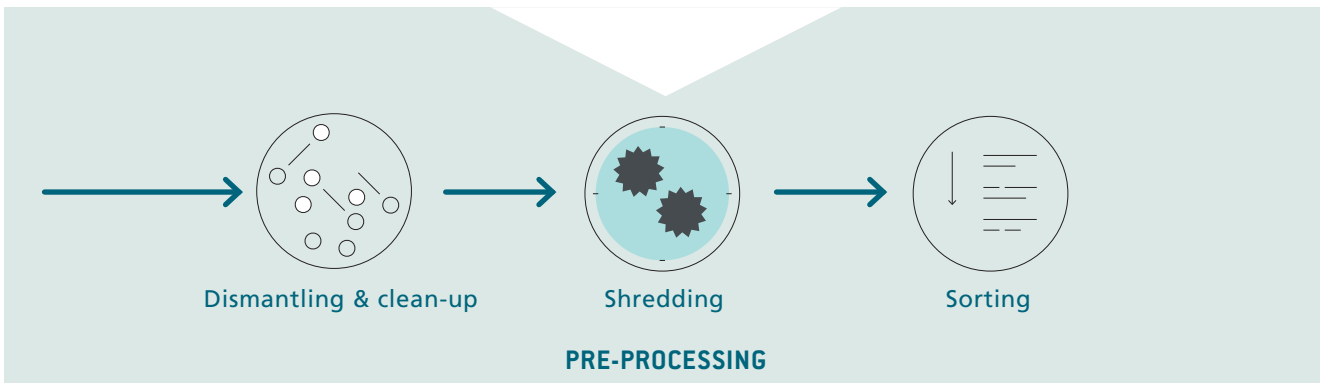 Dismantling & clean-up
Shredding
Sorting
PRE-PROCESSING